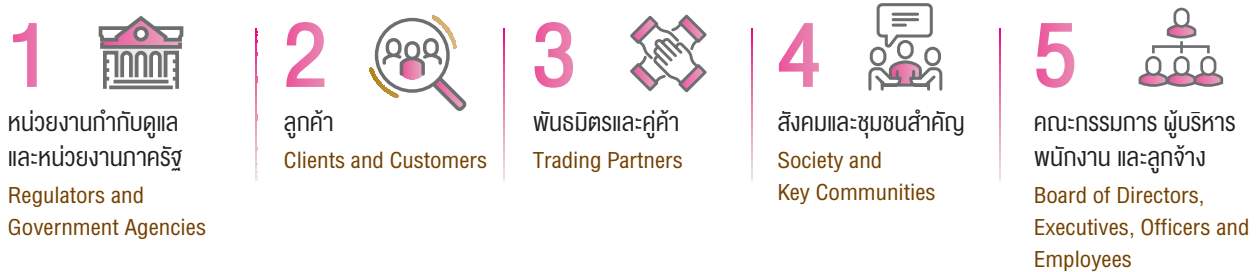 1
หน่วยงานกำกับดูแล
และหน่วยงานภาครัฐ
Regulators and
Government Agencies
2
ลูกค้า
Clients and Customers
3
พันธมิตรและคู่ค้า
Trading Partners
4
สังคมและชุมชนสำคัญ
Society and
Key Communities
5
คณะกรรมการ ผู้บริหาร
พนักงาน และลูกจ้าง
Board of Directors,
Executives, Officers and
Employees